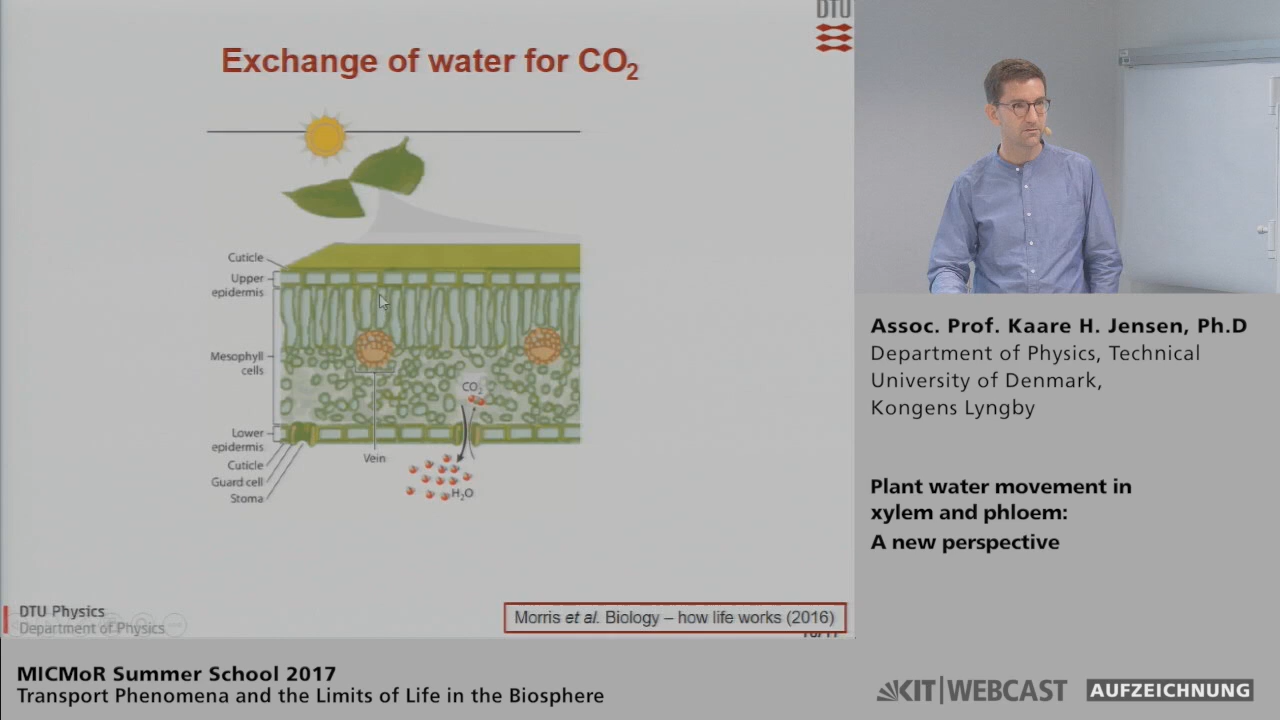 DTU
Exchange of water for CO2
Cuticle
Upper
epidermis
Mesophyll
cells
CO2
Lower
epidermis
Vein
Cuticle
Guard cell
H2O
Stoma
DTU Physics
Department of Physics
Morris et al. Biology – how life works (2016)
Assoc. Prof. Kaare H. Jensen, Ph.D
Department of Physics, Technical
University of Denmark,
Kongens Lyngby
Plant water movement in
xylem and phloem:
A new perspective
MICMoR Summer School 2017
Transport Phenomena and the Limits of Life in the Biosphere
KIT|WEBCAST
AUFZEICHNUNG